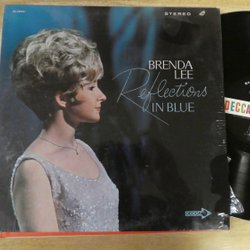 STEREO
BRENDA
LEE
Reflections
IN BLUE
DECCA